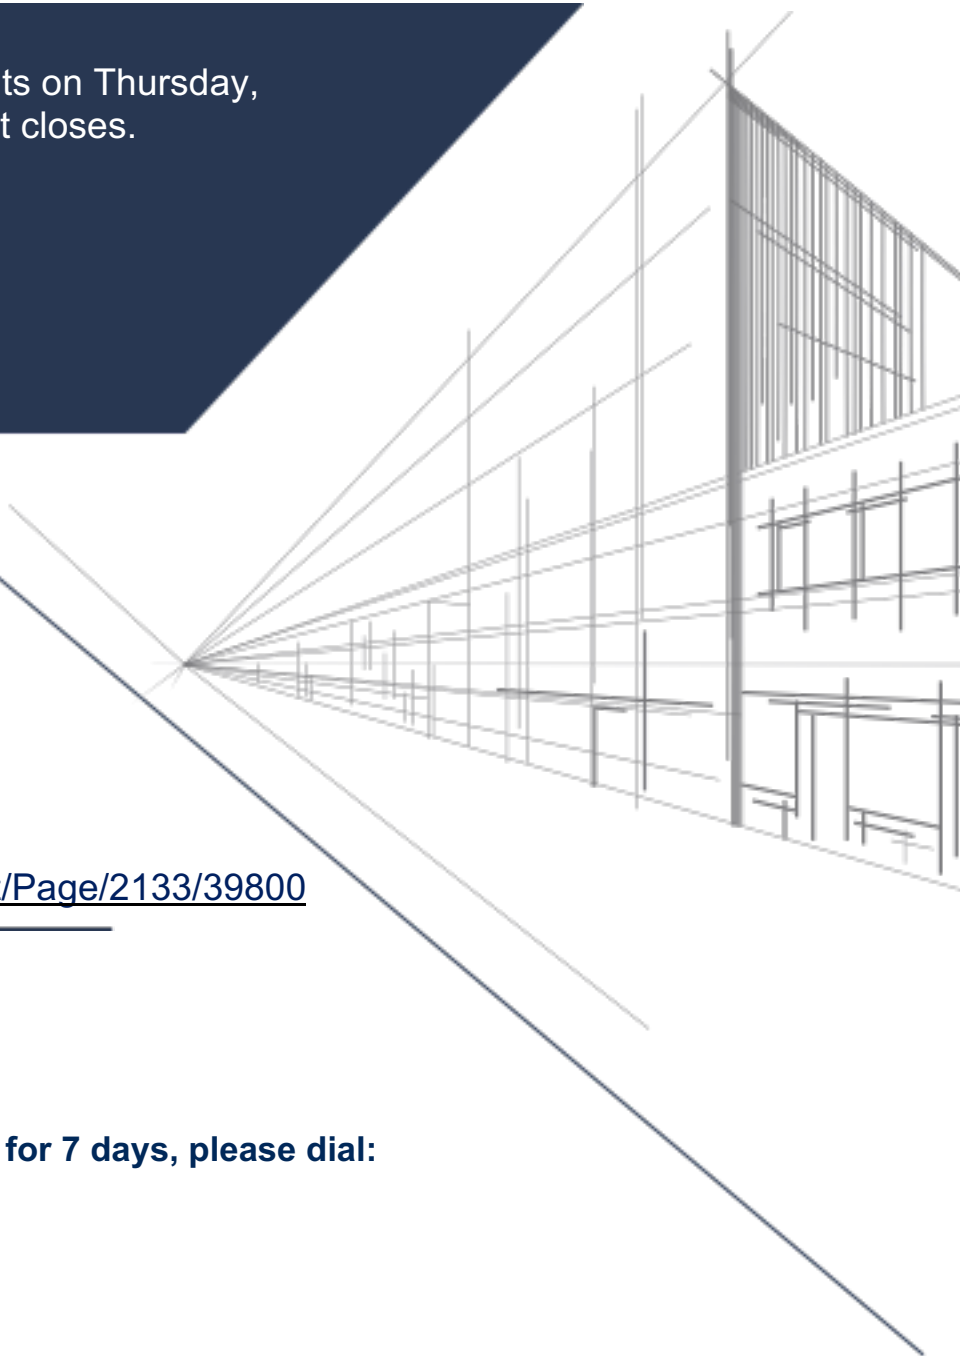 ts on Thursday,
t closes.
/Page/2133/39800
for 7 days, please dial: